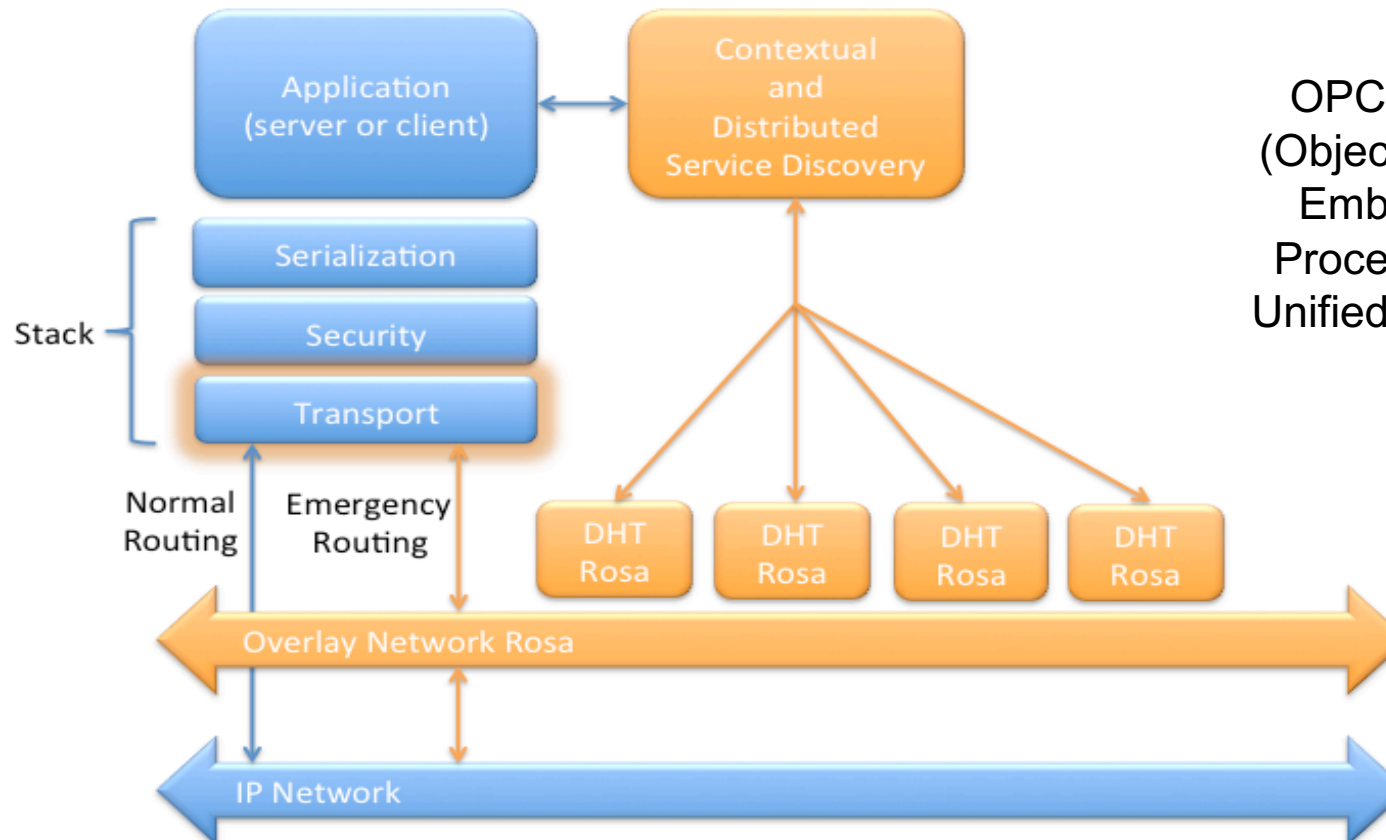 Application
(server or client)
Contextual
and
Distributed
Service Discovery
OPC
(Objec
Emb
Proce
Unified
Stack
Serialization
Security
Transport
Normal
Routing
Emergency
Routing
DHT
Rosa
DHT
Rosa
DHT
Rosa
DHT
Rosa
Overlay Network Rosa
IP Network